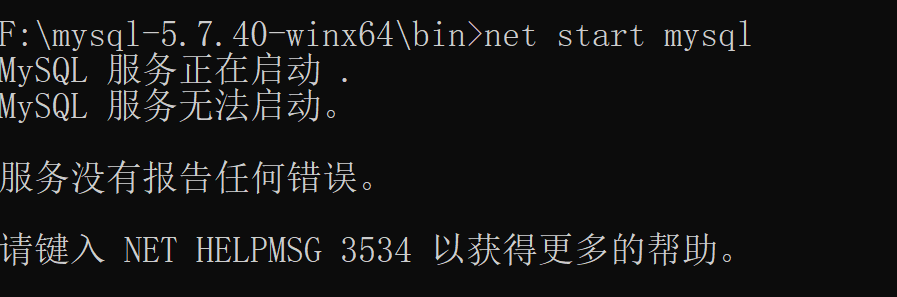 F:\mysql-5.7.40-winx64\bin>net start mysql
MySQL 服务正在启动 .
MySQL 服务无法启动。
服务没有报告任何错误。
请键入 NET HELPMSG 3534 以获得更多的帮助。